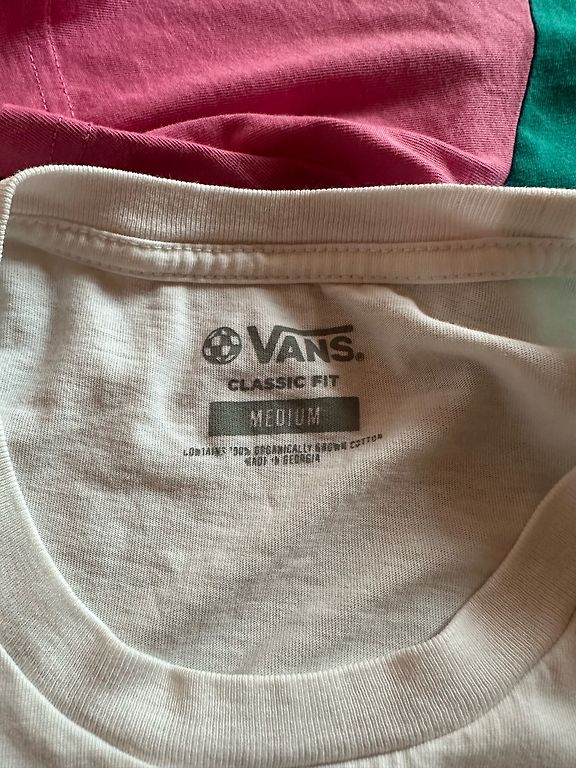 VANS®
CLASSIC FIT
MEDIUM
CONTAINS 100% ORGANICALLY GROWN COTTON
MADE IN GEORGIA